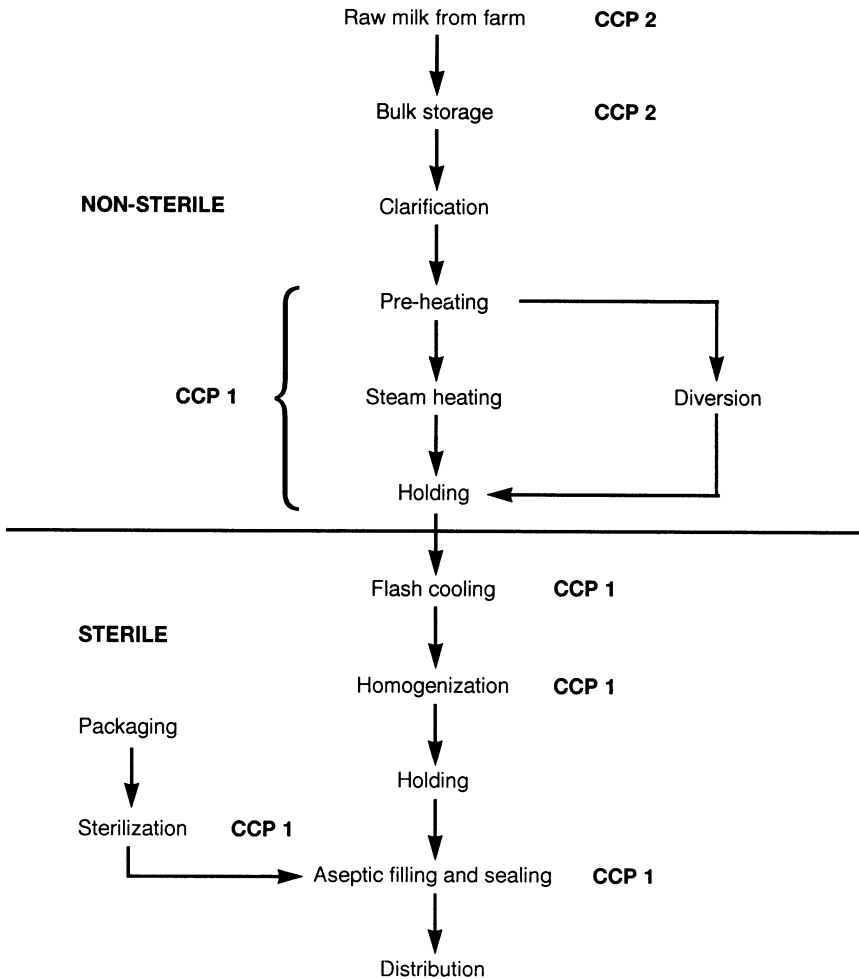 Raw milk from farm CCP 2
Bulk storage CCP 2
NON-STERILE Clarification
Pre-heating
CCP 1 Steam heating Diversion
Holding
Flash cooling CCP 1
STERILE
Homogenization CCP 1
Packaging
Holding
Sterilization CCP 1
Aseptic filling and sealing CCP 1
Distribution